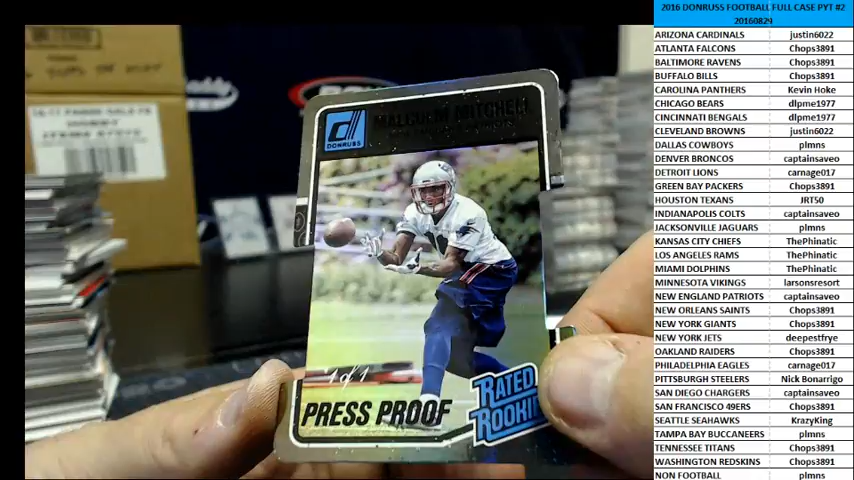 DONRUSS
MALCOLM MITCHELL
1 of 1
PRESS PROOF
RATED
ROOKIE
2016 DONRUSS FOOTBALL FULL CASE PYT #2
20160829
ARIZONA CARDINALS justin6022
ATLANTA FALCONS Chops3891
BALTIMORE RAVENS Chops3891
BUFFALO BILLS Chops3891
CAROLINA PANTHERS Kevin Hoke
CHICAGO BEARS dlpme1977
CINCINNATI BENGALS dlpme1977
CLEVELAND BROWNS justin6022
DALLAS COWBOYS plmns
DENVER BRONCOS captainsaveo
DETROIT LIONS carnage017
GREEN BAY PACKERS Chops3891
HOUSTON TEXANS JRT50
INDIANAPOLIS COLTS captainsaveo
JACKSONVILLE JAGUARS plmns
KANSAS CITY CHIEFS ThePhinatic
LOS ANGELES RAMS ThePhinatic
MIAMI DOLPHINS ThePhinatic
MINNESOTA VIKINGS larsonsresort
NEW ENGLAND PATRIOTS captainsaveo
NEW ORLEANS SAINTS Chops3891
NEW YORK GIANTS Chops3891
NEW YORK JETS deepestfrye
OAKLAND RAIDERS Chops3891
PHILADELPHIA EAGLES carnage017
PITTSBURGH STEELERS Nick Bonarrigo
SAN DIEGO CHARGERS captainsaveo
SAN FRANCISCO 49ERS Chops3891
SEATTLE SEAHAWKS KrazyKing
TAMPA BAY BUCCANEERS plmns
TENNESSEE TITANS Chops3891
WASHINGTON REDSKINS Chops3891
NON FOOTBALL plmns